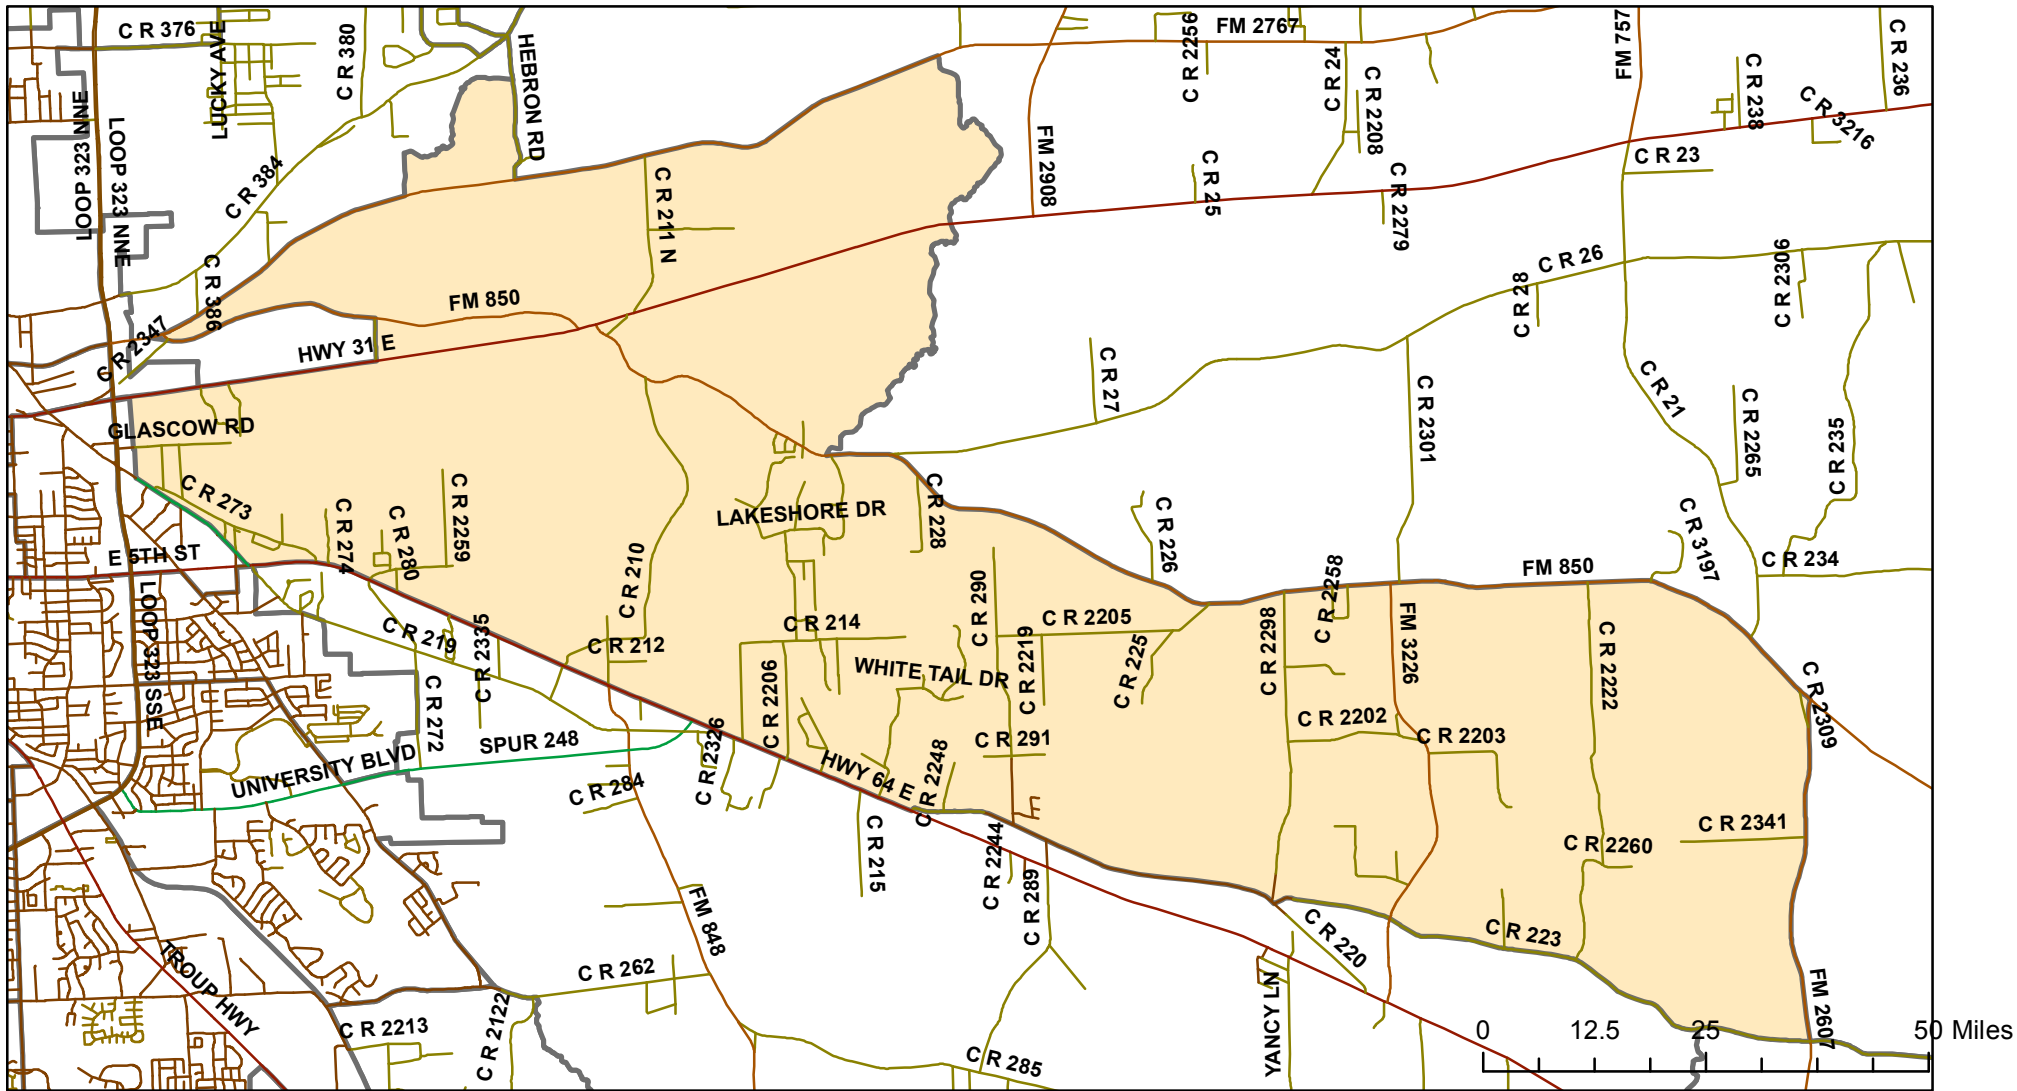 C R 376
LUCKY AVE
C R 380
HEBRON RD
C R 2256
FM 2767
C R 24
C R 2208
FM 757
C R 238
C R 3216
C R 236
LOOP 323 NNE
LOOP 323 NNE
C R 384
C R 211 N
FM 2908
C R 25
C R 2279
C R 23
C R 386
FM 850
C R 2347
HWY 31 E
C R 28
C R 26
C R 2306
C R 27
C R 2301
C R 21
C R 2265
C R 235
GLASCOW RD
C R 273
C R 274
C R 280
C R 2259
LAKESHORE DR
C R 228
C R 226
E 5TH ST
C R 210
C R 290
C R 2258
FM 850
C R 3197
C R 234
LOOP 323 SSE
C R 219
C R 2335
C R 212
C R 214
C R 2205
C R 2219
C R 225
C R 2298
FM 3226
C R 2222
C R 272
C R 2206
WHITE TAIL DR
C R 2309
UNIVERSITY BLVD
SPUR 248
C R 2326
C R 291
C R 2202
C R 2203
C R 284
HWY 64 E
C R 2248
C R 215
C R 2244
C R 289
C R 2341
C R 2260
FM 848
C R 220
C R 223
TROUP HWY
C R 262
YANCY LN
FM 2607
C R 2213
C R 2122
C R 285
0 12.5 25 50 Miles